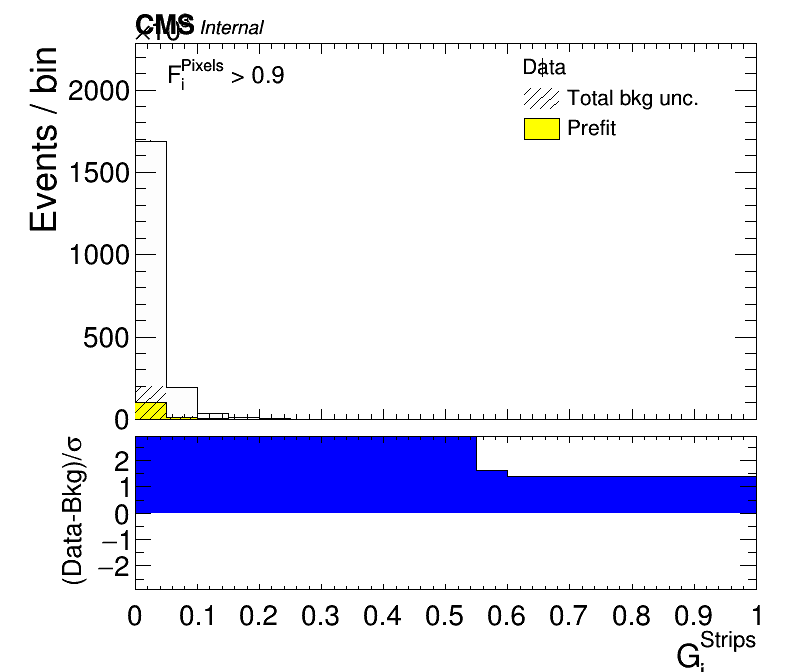 CMS Internal
×10³
F_i^Pixels > 0.9
Data
Total bkg unc.
Prefit
Events / bin
2000
1500
1000
500
0
(Data-Bkg)/σ
2
1
0
−1
−2
0 0.1 0.2 0.3 0.4 0.5 0.6 0.7 0.8 0.9 1
G_i^Strips